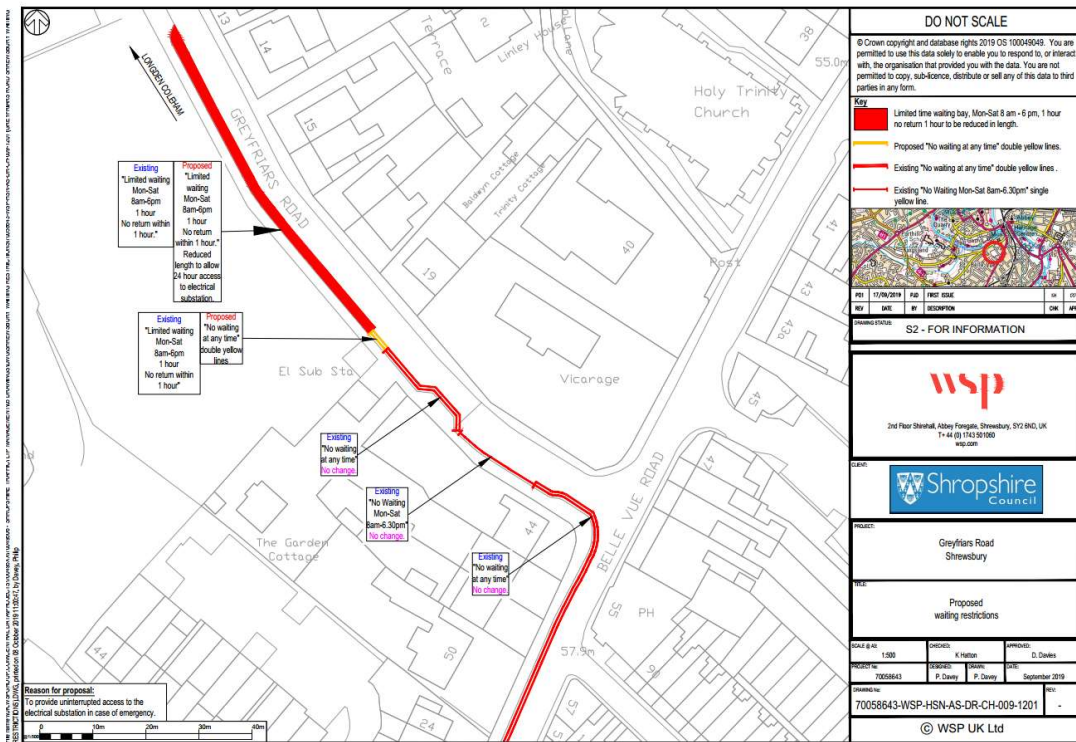 LONGDEN COLEHAM
GREYFRIARS ROAD
BELLE VUE ROAD
13
14
15
19
Terrace
2
Linley House
Holy Trinity
Church
38
55.0m
Baldwyn Cottage
Trinity Cottage
40
Post
41
43
43a
45
47
Vicarage
El Sub Sta
The Garden
Cottage
44
44
50
24
55
PH
57.9m
90
57
Existing
"Limited waiting
Mon-Sat
8am-6pm
1 hour
No return within
1 hour."
Proposed
"Limited
waiting
Mon-Sat
8am-6pm
1 hour
No return
within 1 hour."
Reduced
length to allow
24 hour access
to electrical
substation.
Existing
"Limited waiting
Mon-Sat
8am-6pm
1 hour
No return within
1 hour"
Proposed
"No waiting
at any time"
double yellow
lines
Existing
"No waiting
at any time"
No change.
Existing
"No Waiting
Mon-Sat
8am-6.30pm"
No change.
Existing
"No waiting
at any time"
No change.
Reason for proposal:
To provide uninterrupted access to the
electrical substation in case of emergency.
0 10m 20m 30m 40m
DO NOT SCALE
© Crown copyright and database rights 2019 OS 100049049. You are
permitted to use this data solely to enable you to respond to, or interact
with, the organisation that provided you with the data. You are not
permitted to copy, sub-licence, distribute or sell any of this data to third
parties in any form.
Key
Limited time waiting bay, Mon-Sat 8 am - 6 pm, 1 hour
no return 1 hour to be reduced in length.
Proposed "No waiting at any time" double yellow lines.
Existing "No waiting at any time" double yellow lines .
Existing "No Waiting Mon-Sat 8am-6.30pm" single
yellow line.
P01 17/09/2019 PJD FIRST ISSUE KH
REV DATE BY DESCRIPTION CHK
DRAWING STATUS:
S2 - FOR INFORMATION
wsp
2nd Floor Shirehall, Abbey Foregate, Shrewsbury, SY2 6ND, UK
T+ 44 (0) 1743 501060
wsp.com
CLIENT:
Shropshire
Council
PROJECT:
Greyfriars Road
Shrewsbury
TITLE:
Proposed
waiting restrictions
SCALE @ A3: 1:500
CHECKED: K Hatton
APPROVED: D. Davies
PROJECT No: 70058643
DESIGNED: P. Davey
DRAWN: P. Davey
DATE: September 2019
DRAWING No:
70058643-WSP-HSN-AS-DR-CH-009-1201
REV:
-
© WSP UK Ltd